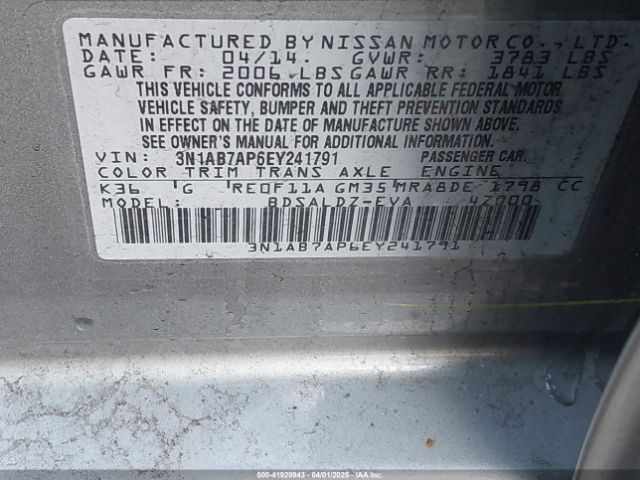 MANUFACTURED BY NISSAN MOTOR CO., LTD.
DATE: 04/14. GVWR: 3783 LBS
GAWR FR: 2006 LBS GAWR RR: 1841 LBS
THIS VEHICLE CONFORMS TO ALL APPLICABLE FEDERAL MOTOR
VEHICLE SAFETY, BUMPER AND THEFT PREVENTION STANDARDS
IN EFFECT ON THE DATE OF MANUFACTURE SHOWN ABOVE.
SEE OWNER'S MANUAL FOR ADDITIONAL INFORMATION.
VIN: 3N1AB7AP6EY241791 PASSENGER CAR
COLOR TRIM TRANS AXLE ENGINE
K36 'G 'RE0F11A GM35'MRA8DE 1798 CC
MODEL: BDSALDZ-EVA 4Z000
3N1AB7AP6EY241791
000-41928943 - 04/01/2025 - IAAI.COM